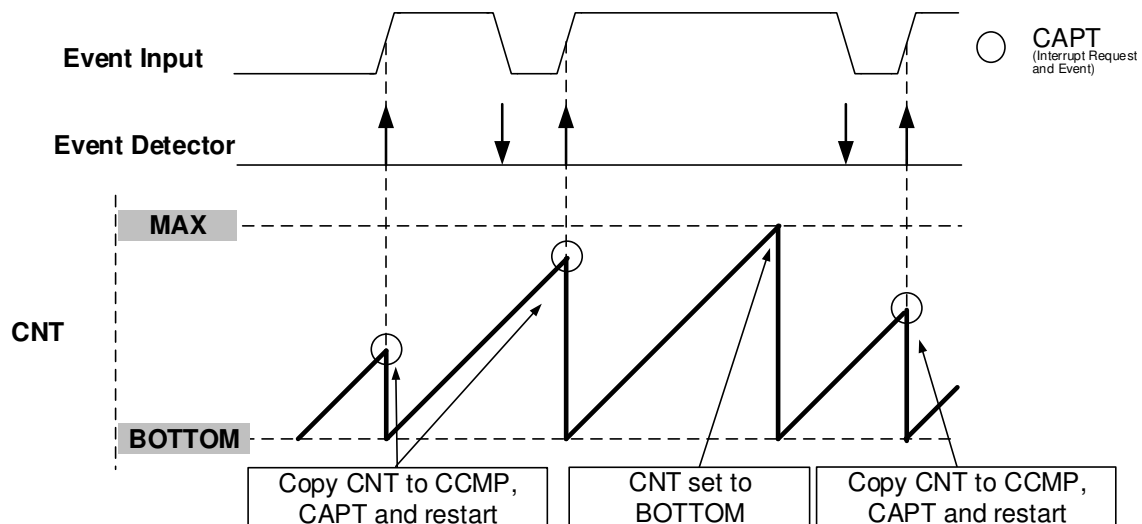 Event Input
CAPT
(Interrupt Request
and Event)
Event Detector
MAX
CNT
BOTTOM
Copy CNT to CCMP,
CAPT and restart
CNT set to
BOTTOM
Copy CNT to CCMP,
CAPT and restart